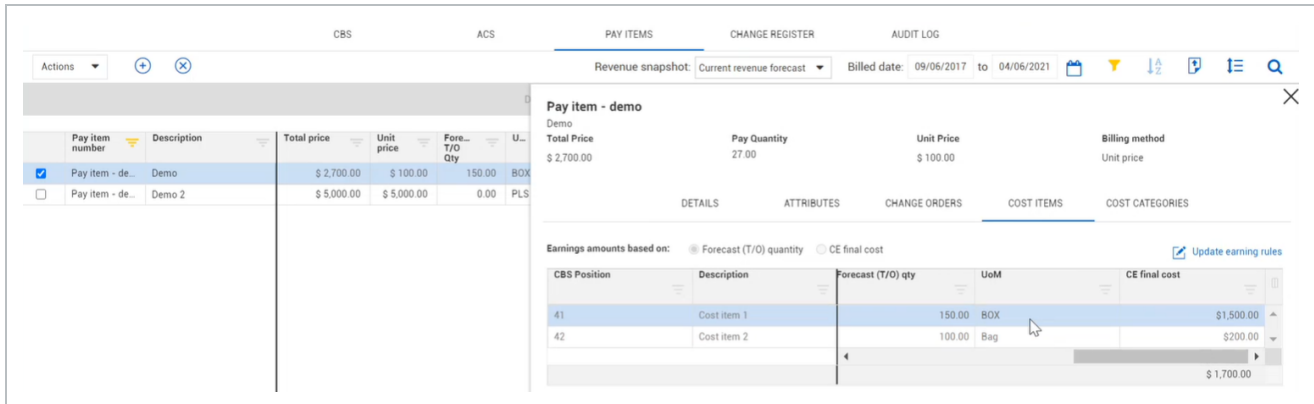 CBS ACS PAY ITEMS CHANGE REGISTER AUDIT LOG
Actions Revenue snapshot: Current revenue forecast Billed date: 09/06/2017 to 04/06/2021
D
Pay item - demo
Demo
Total Price Pay Quantity Unit Price Billing method
$ 2,700.00 27.00 $ 100.00 Unit price
Pay item number Description Total price Unit price Fore... T/O Qty U...
Pay item - de... Demo $ 2,700.00 $ 100.00 150.00 BOX
Pay item - de... Demo 2 $ 5,000.00 $ 5,000.00 0.00 PLS
DETAILS ATTRIBUTES CHANGE ORDERS COST ITEMS COST CATEGORIES
Earnings amounts based on: Forecast (T/O) quantity CE final cost Update earning rules
CBS Position Description Forecast (T/O) qty UoM CE final cost
41 Cost item 1 150.00 BOX $1,500.00
42 Cost item 2 100.00 Bag $200.00
$ 1,700.00